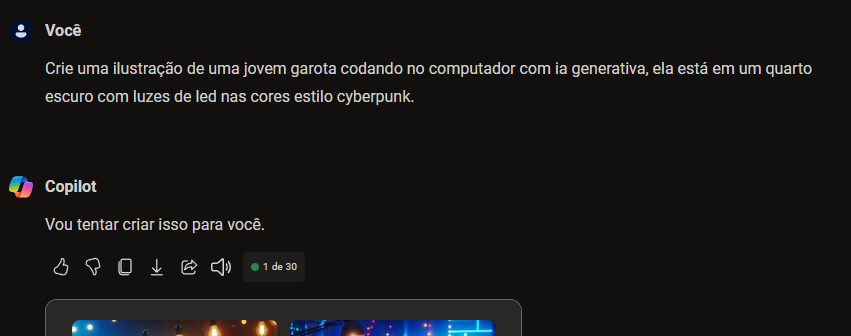 Você
Crie uma ilustração de uma jovem garota codando no computador com ia generativa, ela está em um quarto
escuro com luzes de led nas cores estilo cyberpunk.
Copilot
Vou tentar criar isso para você.
1 de 30